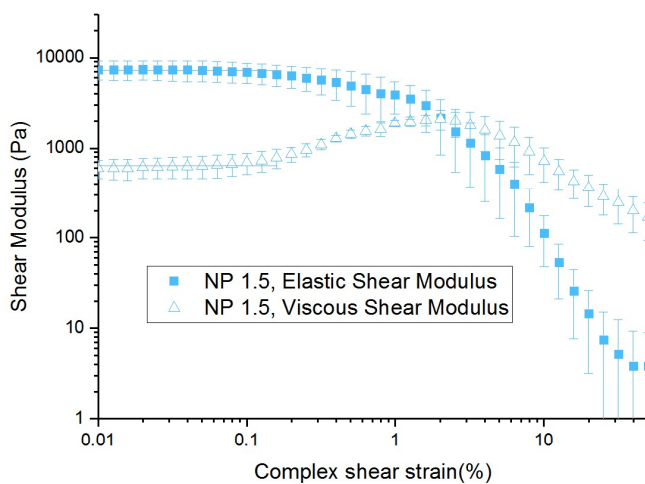 10000
1000
100
10
1
Shear Modulus (Pa)
NP 1.5, Elastic Shear Modulus
NP 1.5, Viscous Shear Modulus
0.01 0.1 1 10
Complex shear strain(%)